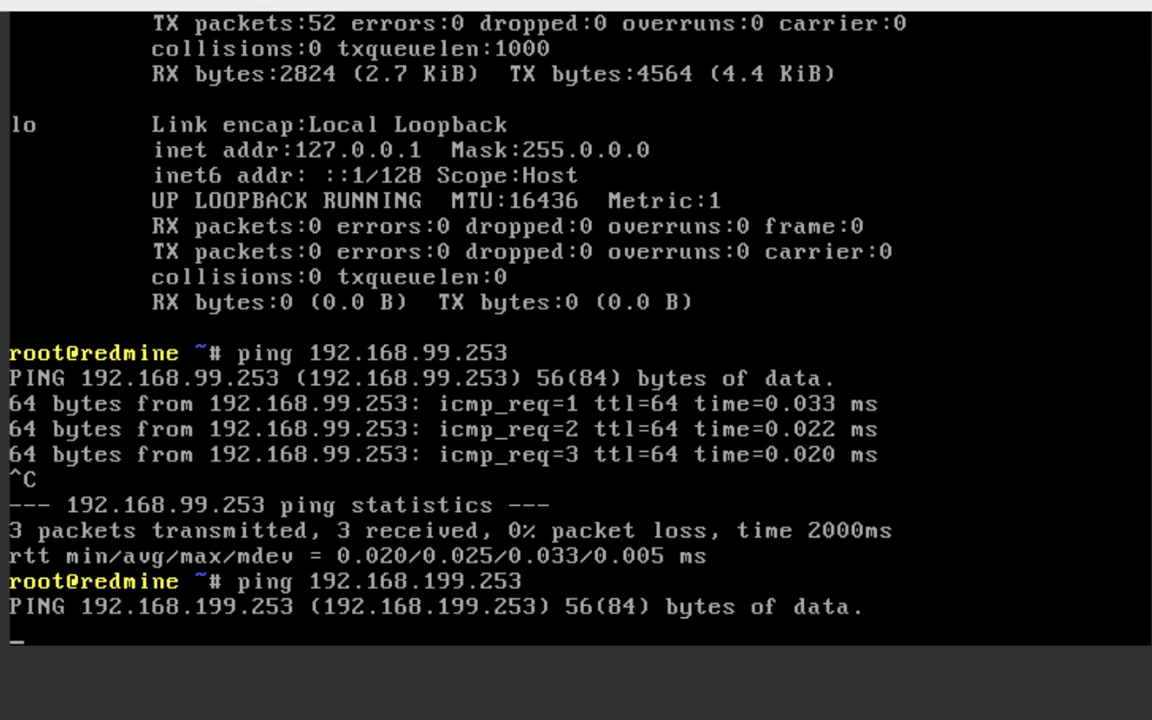 TX packets:52 errors:0 dropped:0 overruns:0 carrier:0
collisions:0 txqueuelen:1000
RX bytes:2824 (2.7 KiB)  TX bytes:4564 (4.4 KiB)
lo        Link encap:Local Loopback
inet addr:127.0.0.1  Mask:255.0.0.0
inet6 addr: ::1/128 Scope:Host
UP LOOPBACK RUNNING  MTU:16436  Metric:1
RX packets:0 errors:0 dropped:0 overruns:0 frame:0
TX packets:0 errors:0 dropped:0 overruns:0 carrier:0
collisions:0 txqueuelen:0
RX bytes:0 (0.0 B)  TX bytes:0 (0.0 B)
root@redmine ~# ping 192.168.99.253
PING 192.168.99.253 (192.168.99.253) 56(84) bytes of data.
64 bytes from 192.168.99.253: icmp_req=1 ttl=64 time=0.033 ms
64 bytes from 192.168.99.253: icmp_req=2 ttl=64 time=0.022 ms
64 bytes from 192.168.99.253: icmp_req=3 ttl=64 time=0.020 ms
^C
--- 192.168.99.253 ping statistics ---
3 packets transmitted, 3 received, 0% packet loss, time 2000ms
rtt min/avg/max/mdev = 0.020/0.025/0.033/0.005 ms
root@redmine ~# ping 192.168.199.253
PING 192.168.199.253 (192.168.199.253) 56(84) bytes of data.